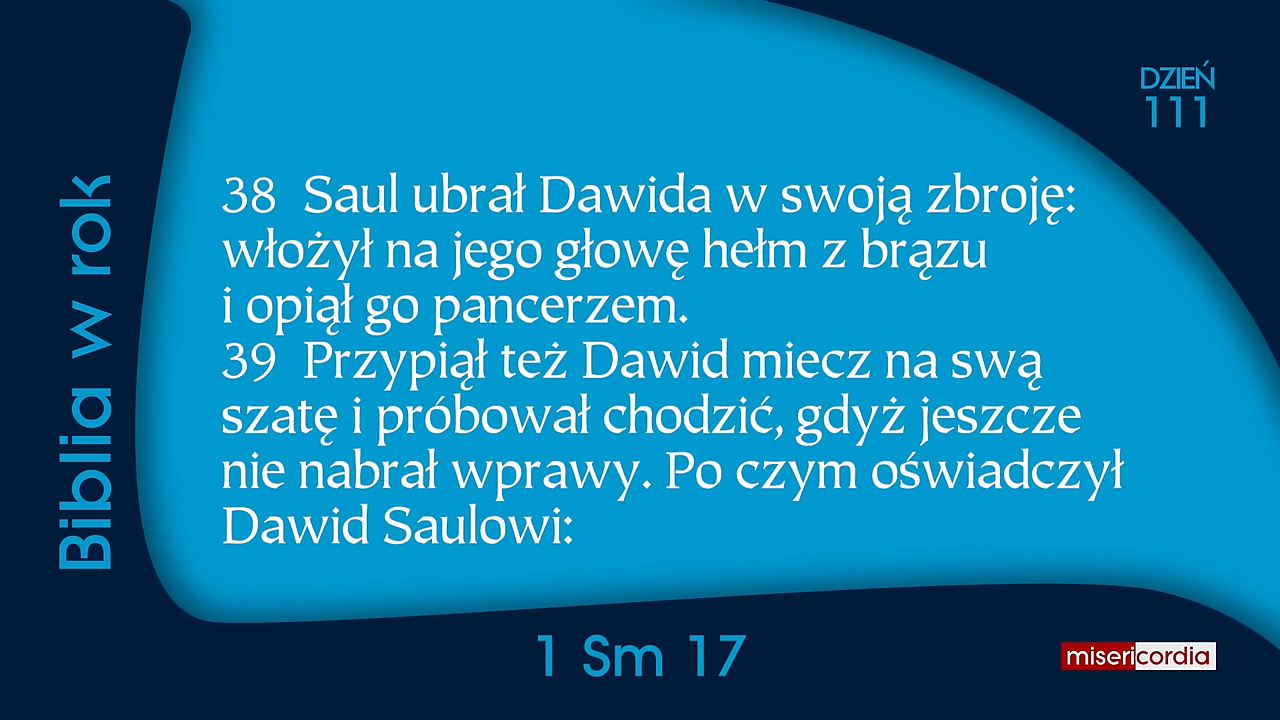 DZIEŃ
111
Biblia w rok
38 Saul ubrał Dawida w swoją zbroję:
włożył na jego głowę hełm z brązu
i opiął go pancerzem.
39 Przypiął też Dawid miecz na swą
szatę i próbował chodzić, gdyż jeszcze
nie nabrał wprawy. Po czym oświadczył
Dawid Saulowi:
1 Sm 17
misericordia